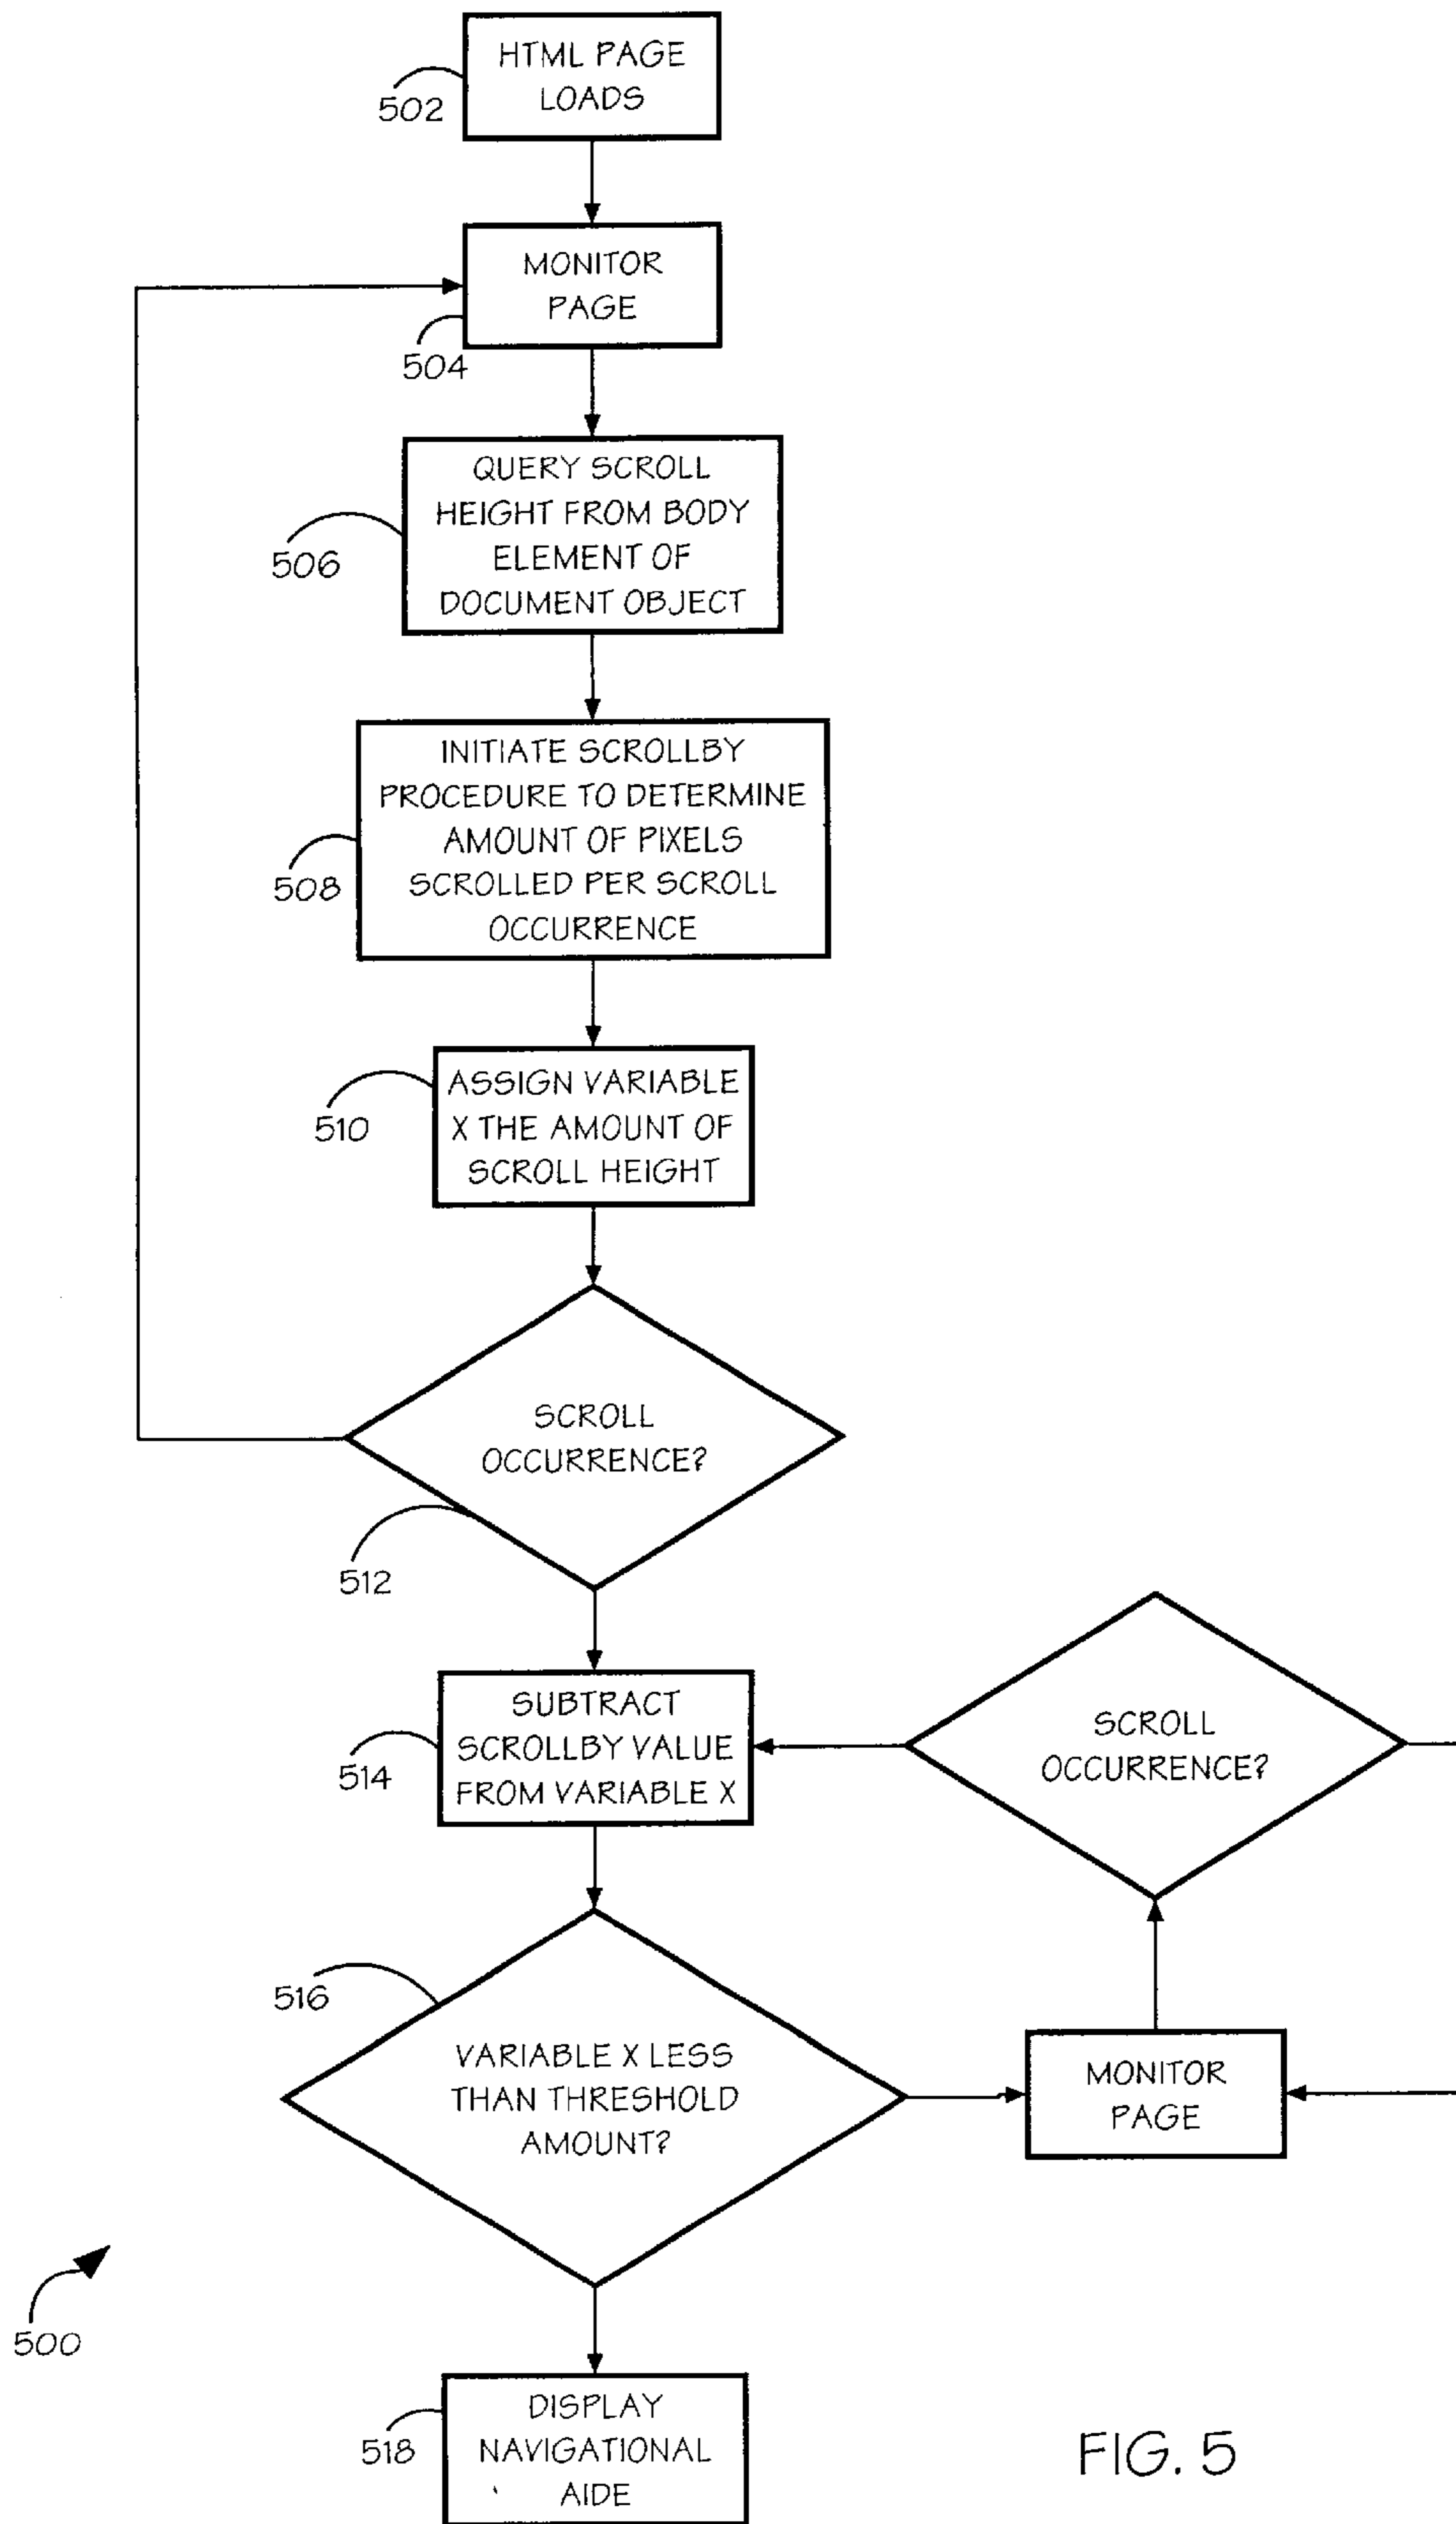 HTML PAGE
LOADS
502
MONITOR
PAGE
504
QUERY SCROLL
HEIGHT FROM BODY
ELEMENT OF
DOCUMENT OBJECT
506
INITIATE SCROLLBY
PROCEDURE TO DETERMINE
AMOUNT OF PIXELS
SCROLLED PER SCROLL
OCCURRENCE
508
ASSIGN VARIABLE
X THE AMOUNT OF
SCROLL HEIGHT
510
SCROLL
OCCURRENCE?
512
SUBTRACT
SCROLLBY VALUE
FROM VARIABLE X
514
SCROLL
OCCURRENCE?
516
VARIABLE X LESS
THAN THRESHOLD
AMOUNT?
MONITOR
PAGE
500
DISPLAY
NAVIGATIONAL
AIDE
518
FIG. 5